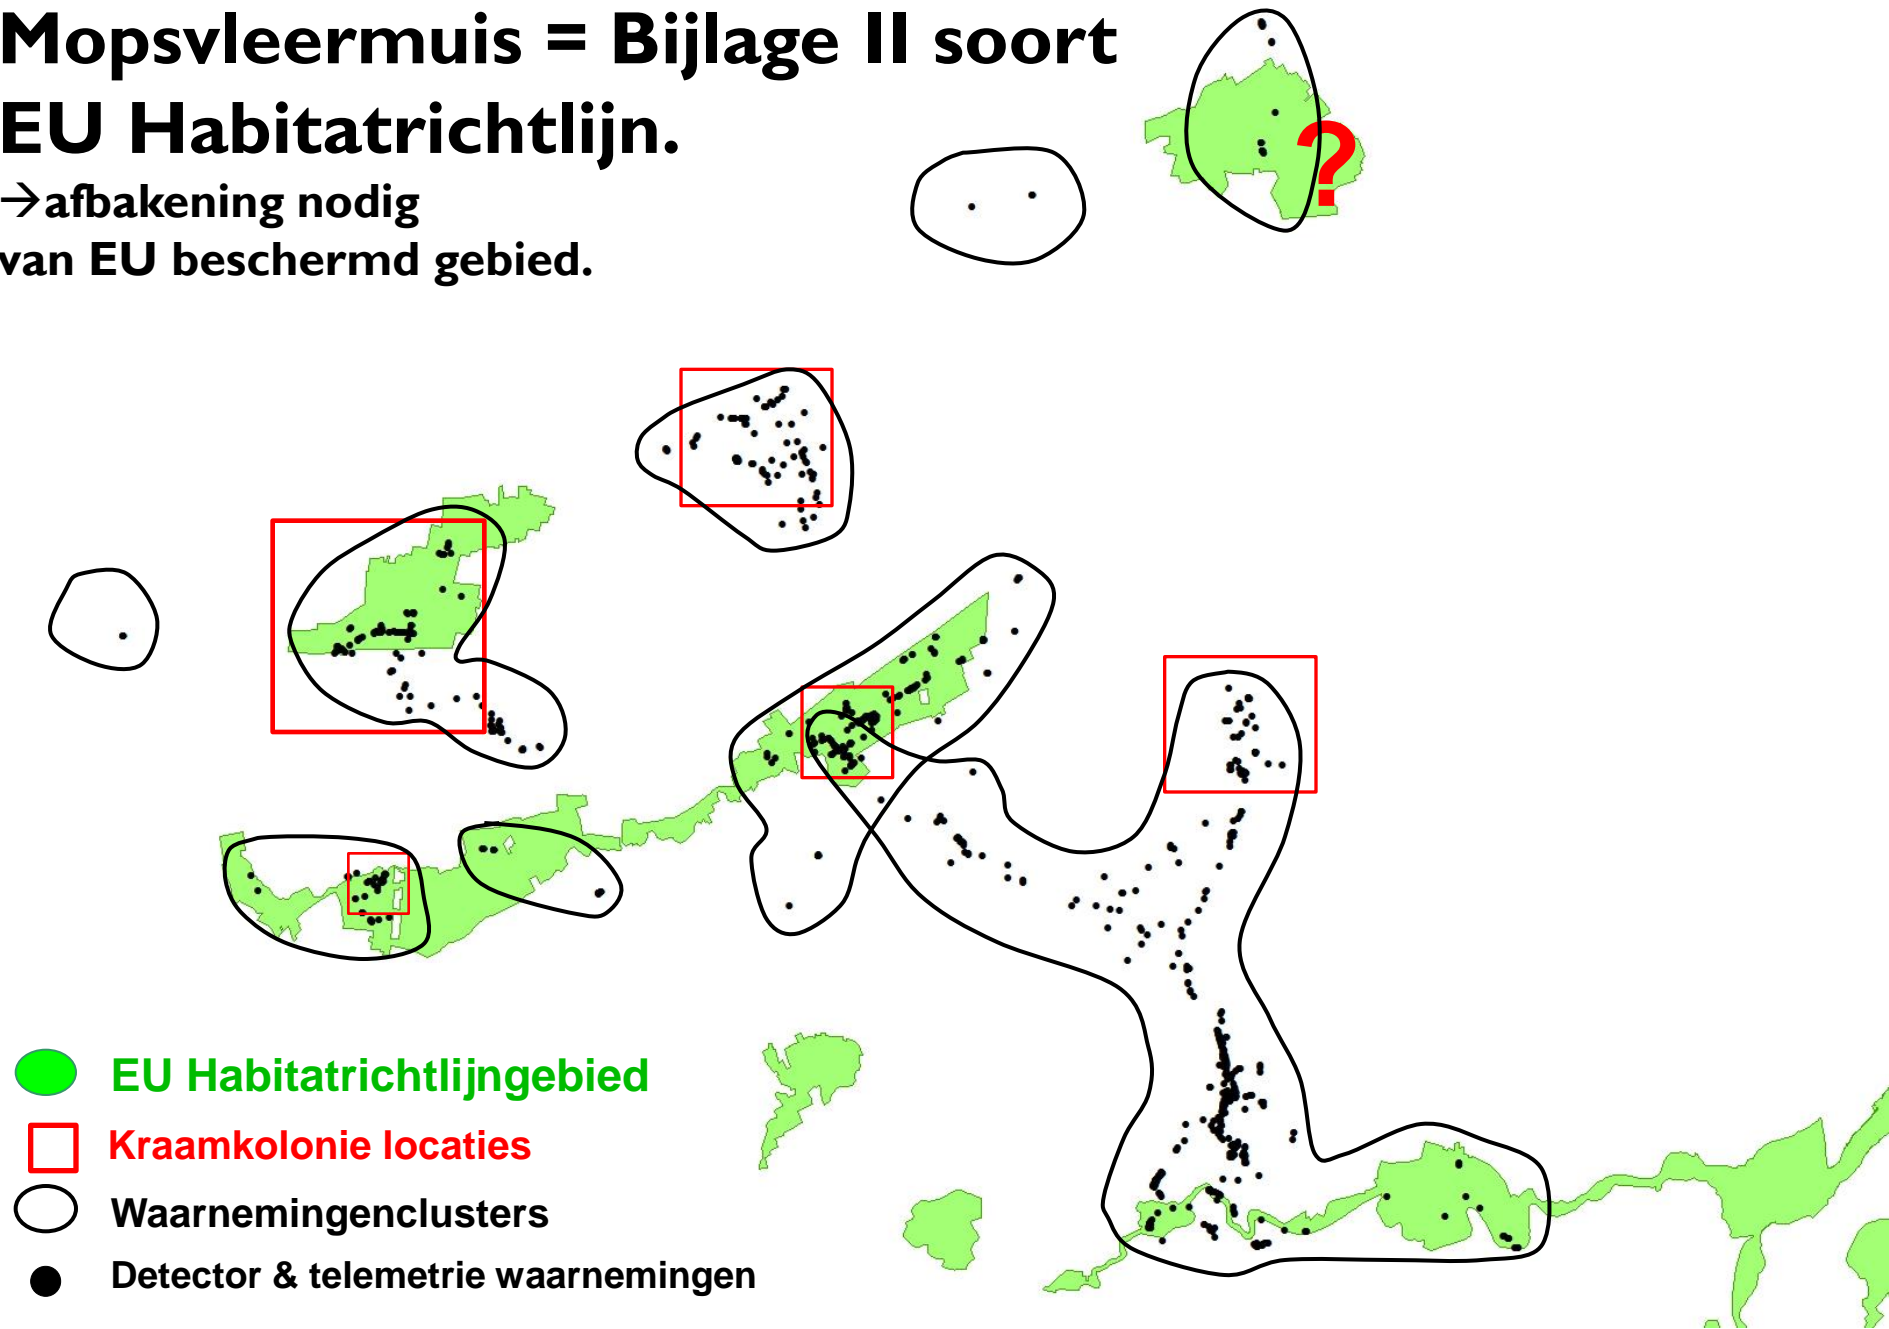 Mopsvleermuis = Bijlage II soort
EU Habitatrichtlijn.
→afbakening nodig
van EU beschermd gebied.
?
EU Habitatrichtlijngebied
Kraamkolonie locaties
Waarnemingenclusters
Detector & telemetrie waarnemingen